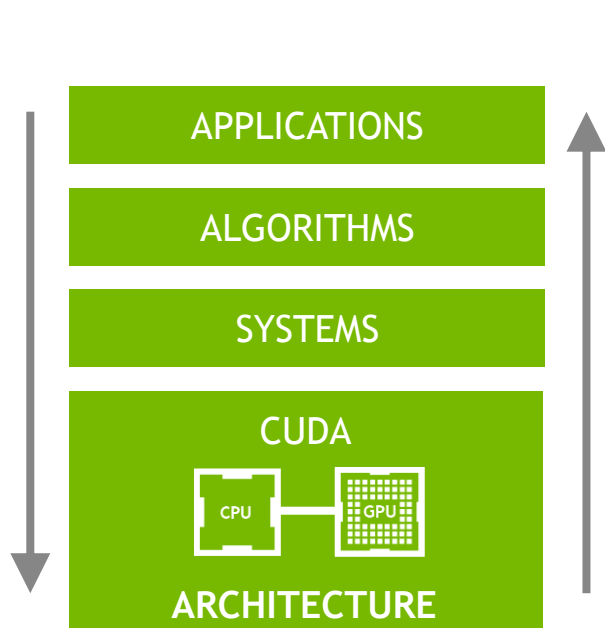 APPLICATIONS
ALGORITHMS
SYSTEMS
CUDA
CPU GPU
ARCHITECTURE